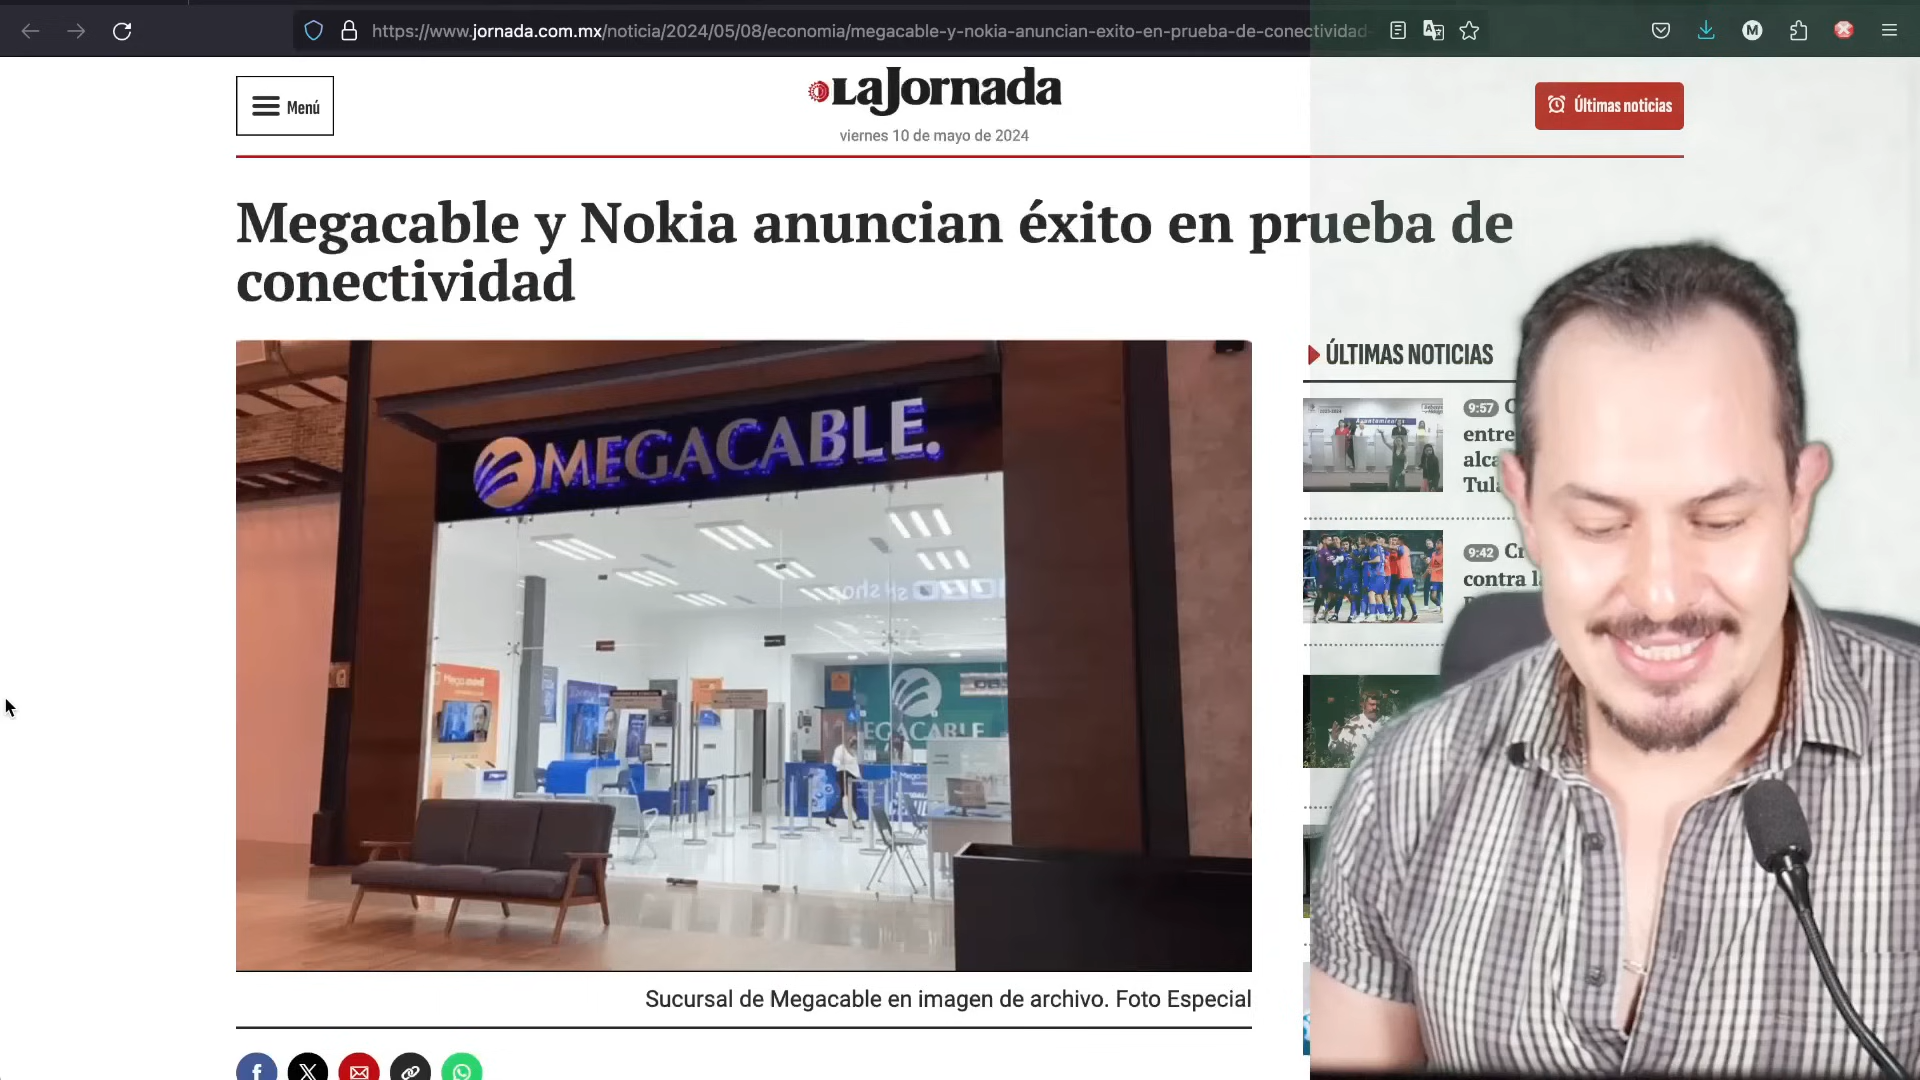 https://www.jornada.com.mx/noticia/2024/05/08/economia/megacable-y-nokia-anuncian-exito-en-prueba-de-conectividad-
Menú
LaJornada
viernes 10 de mayo de 2024
Últimas noticias
Megacable y Nokia anuncian éxito en prueba de
conectividad
MEGACABLE.
MEGACABLE
ÚLTIMAS NOTICIAS
9:57
entre
9:42
contra
Sucursal de Megacable en imagen de archivo. Foto Especial